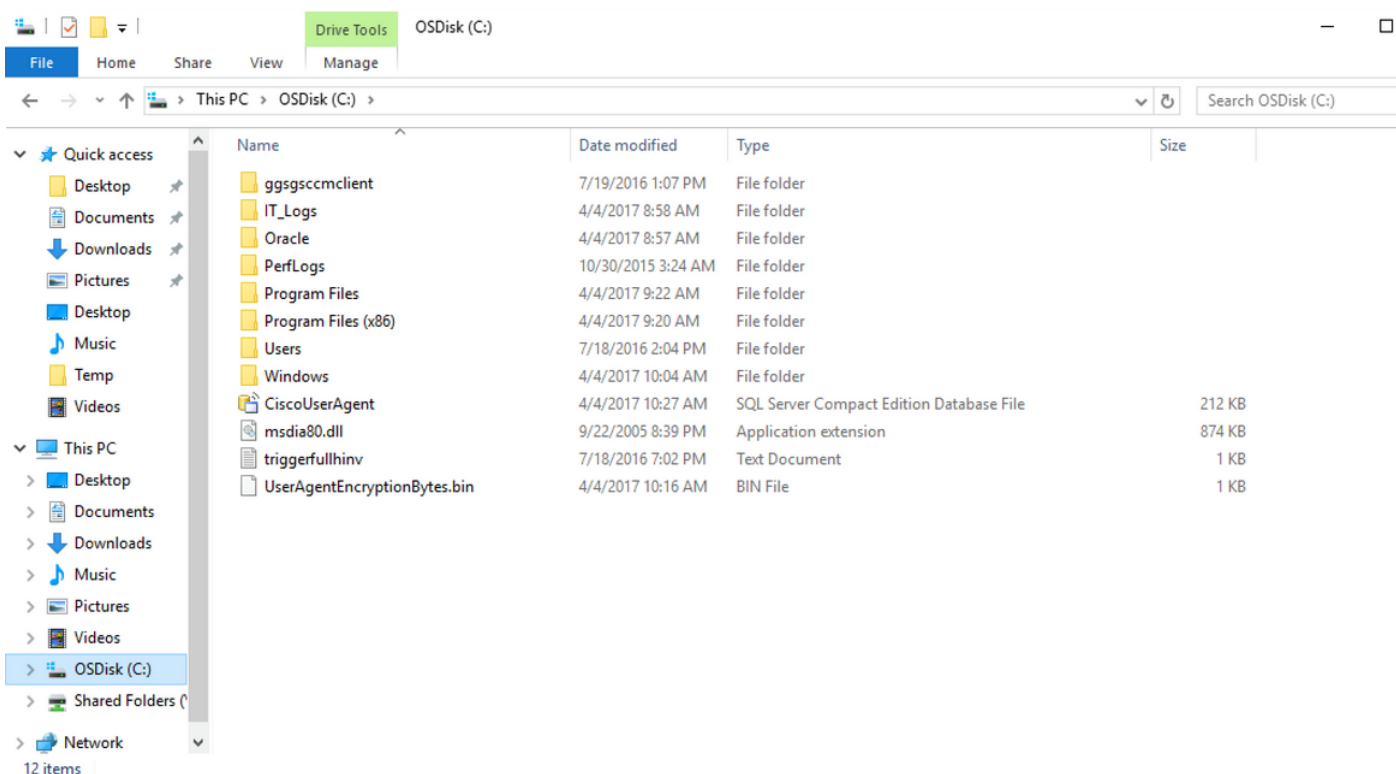 Drive Tools OSDisk (C:)
File Home Share View Manage
This PC > OSDisk (C:) > Search OSDisk (C:)
Quick access
Desktop
Documents
Downloads
Pictures
Desktop
Music
Temp
Videos
This PC
Desktop
Documents
Downloads
Music
Pictures
Videos
OSDisk (C:)
Shared Folders (
Network
Name Date modified Type Size
ggsgsccmclient 7/19/2016 1:07 PM File folder
IT_Logs 4/4/2017 8:58 AM File folder
Oracle 4/4/2017 8:57 AM File folder
PerfLogs 10/30/2015 3:24 AM File folder
Program Files 4/4/2017 9:22 AM File folder
Program Files (x86) 4/4/2017 9:20 AM File folder
Users 7/18/2016 2:04 PM File folder
Windows 4/4/2017 10:04 AM File folder
CiscoUserAgent 4/4/2017 10:27 AM SQL Server Compact Edition Database File 212 KB
msdia80.dll 9/22/2005 8:39 PM Application extension 874 KB
triggerfullhinv 7/18/2016 7:02 PM Text Document 1 KB
UserAgentEncryptionBytes.bin 4/4/2017 10:16 AM BIN File 1 KB
12 items